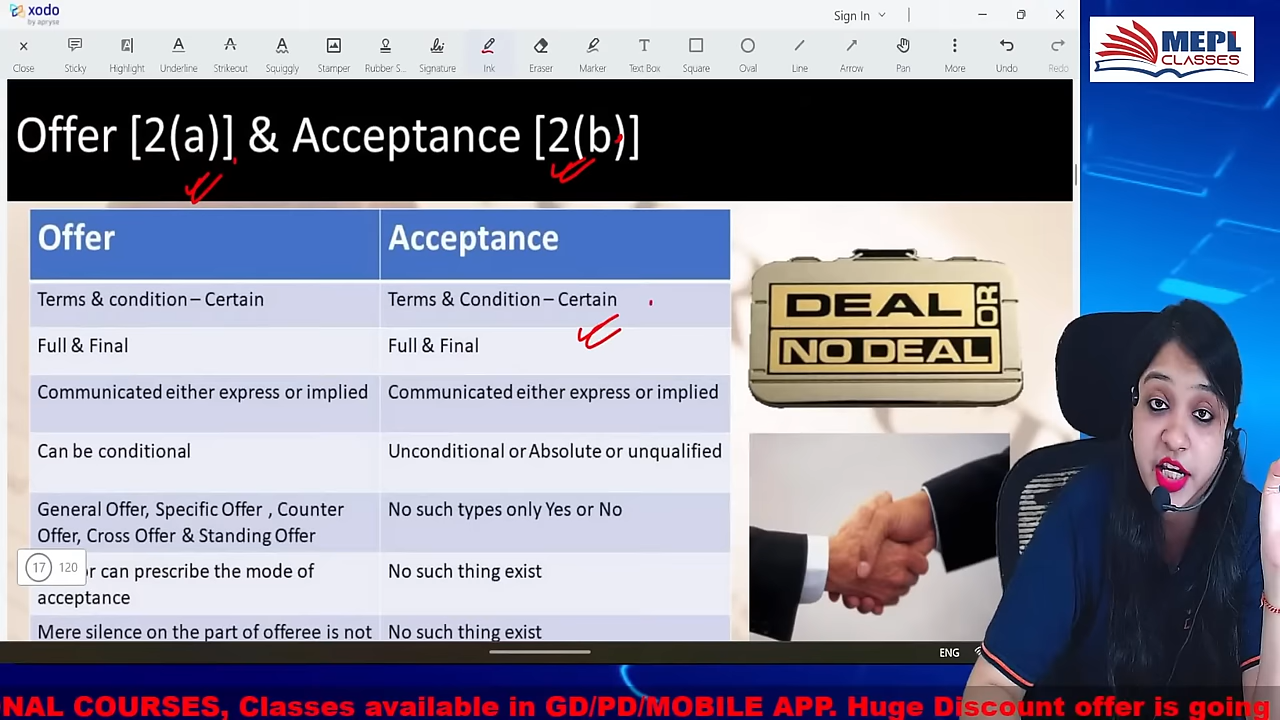 xodo
by apryse
Sign In
MEPL
CLASSES
Close Sticky Highlight Underline Strikeout Squiggly Stamper Rubber Signature Ink Eraser Marker Text Box Square Oval Line Arrow Pan More Undo Redo
Offer [2(a)] & Acceptance [2(b)]
Offer Acceptance
Terms & condition – Certain Terms & Condition – Certain
Full & Final Full & Final
Communicated either express or implied Communicated either express or implied
Can be conditional Unconditional or Absolute or unqualified
General Offer, Specific Offer , Counter No such types only Yes or No
Offer, Cross Offer & Standing Offer
17 120
can prescribe the mode of No such thing exist
acceptance
Mere silence on the part of offeree is not No such thing exist
DEAL OR
NO DEAL
ENG
NAL COURSES, Classes available in GD/PD/MOBILE APP. Huge Discount offer is going